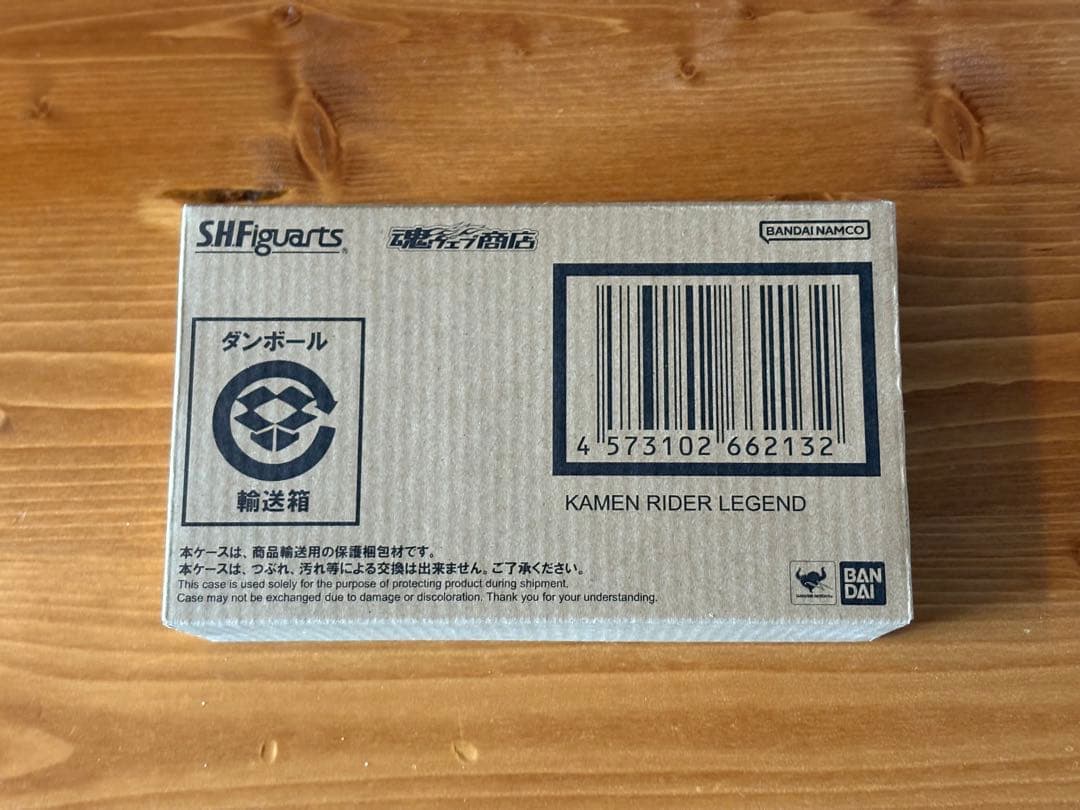 S.H.Figuarts
魂ウェブ商店
BANDAI NAMCO
ダンボール
輸送箱
4 573102 662132
KAMEN RIDER LEGEND
本ケースは、商品輸送用の保護梱包材です。
本ケースは、つぶれ、汚れ等による交換は出来ません。ご了承ください。
This case is used solely for the purpose of protecting product during shipment.
Case may not be exchanged due to damage or discoloration. Thank you for your understanding.
BAN
DAI